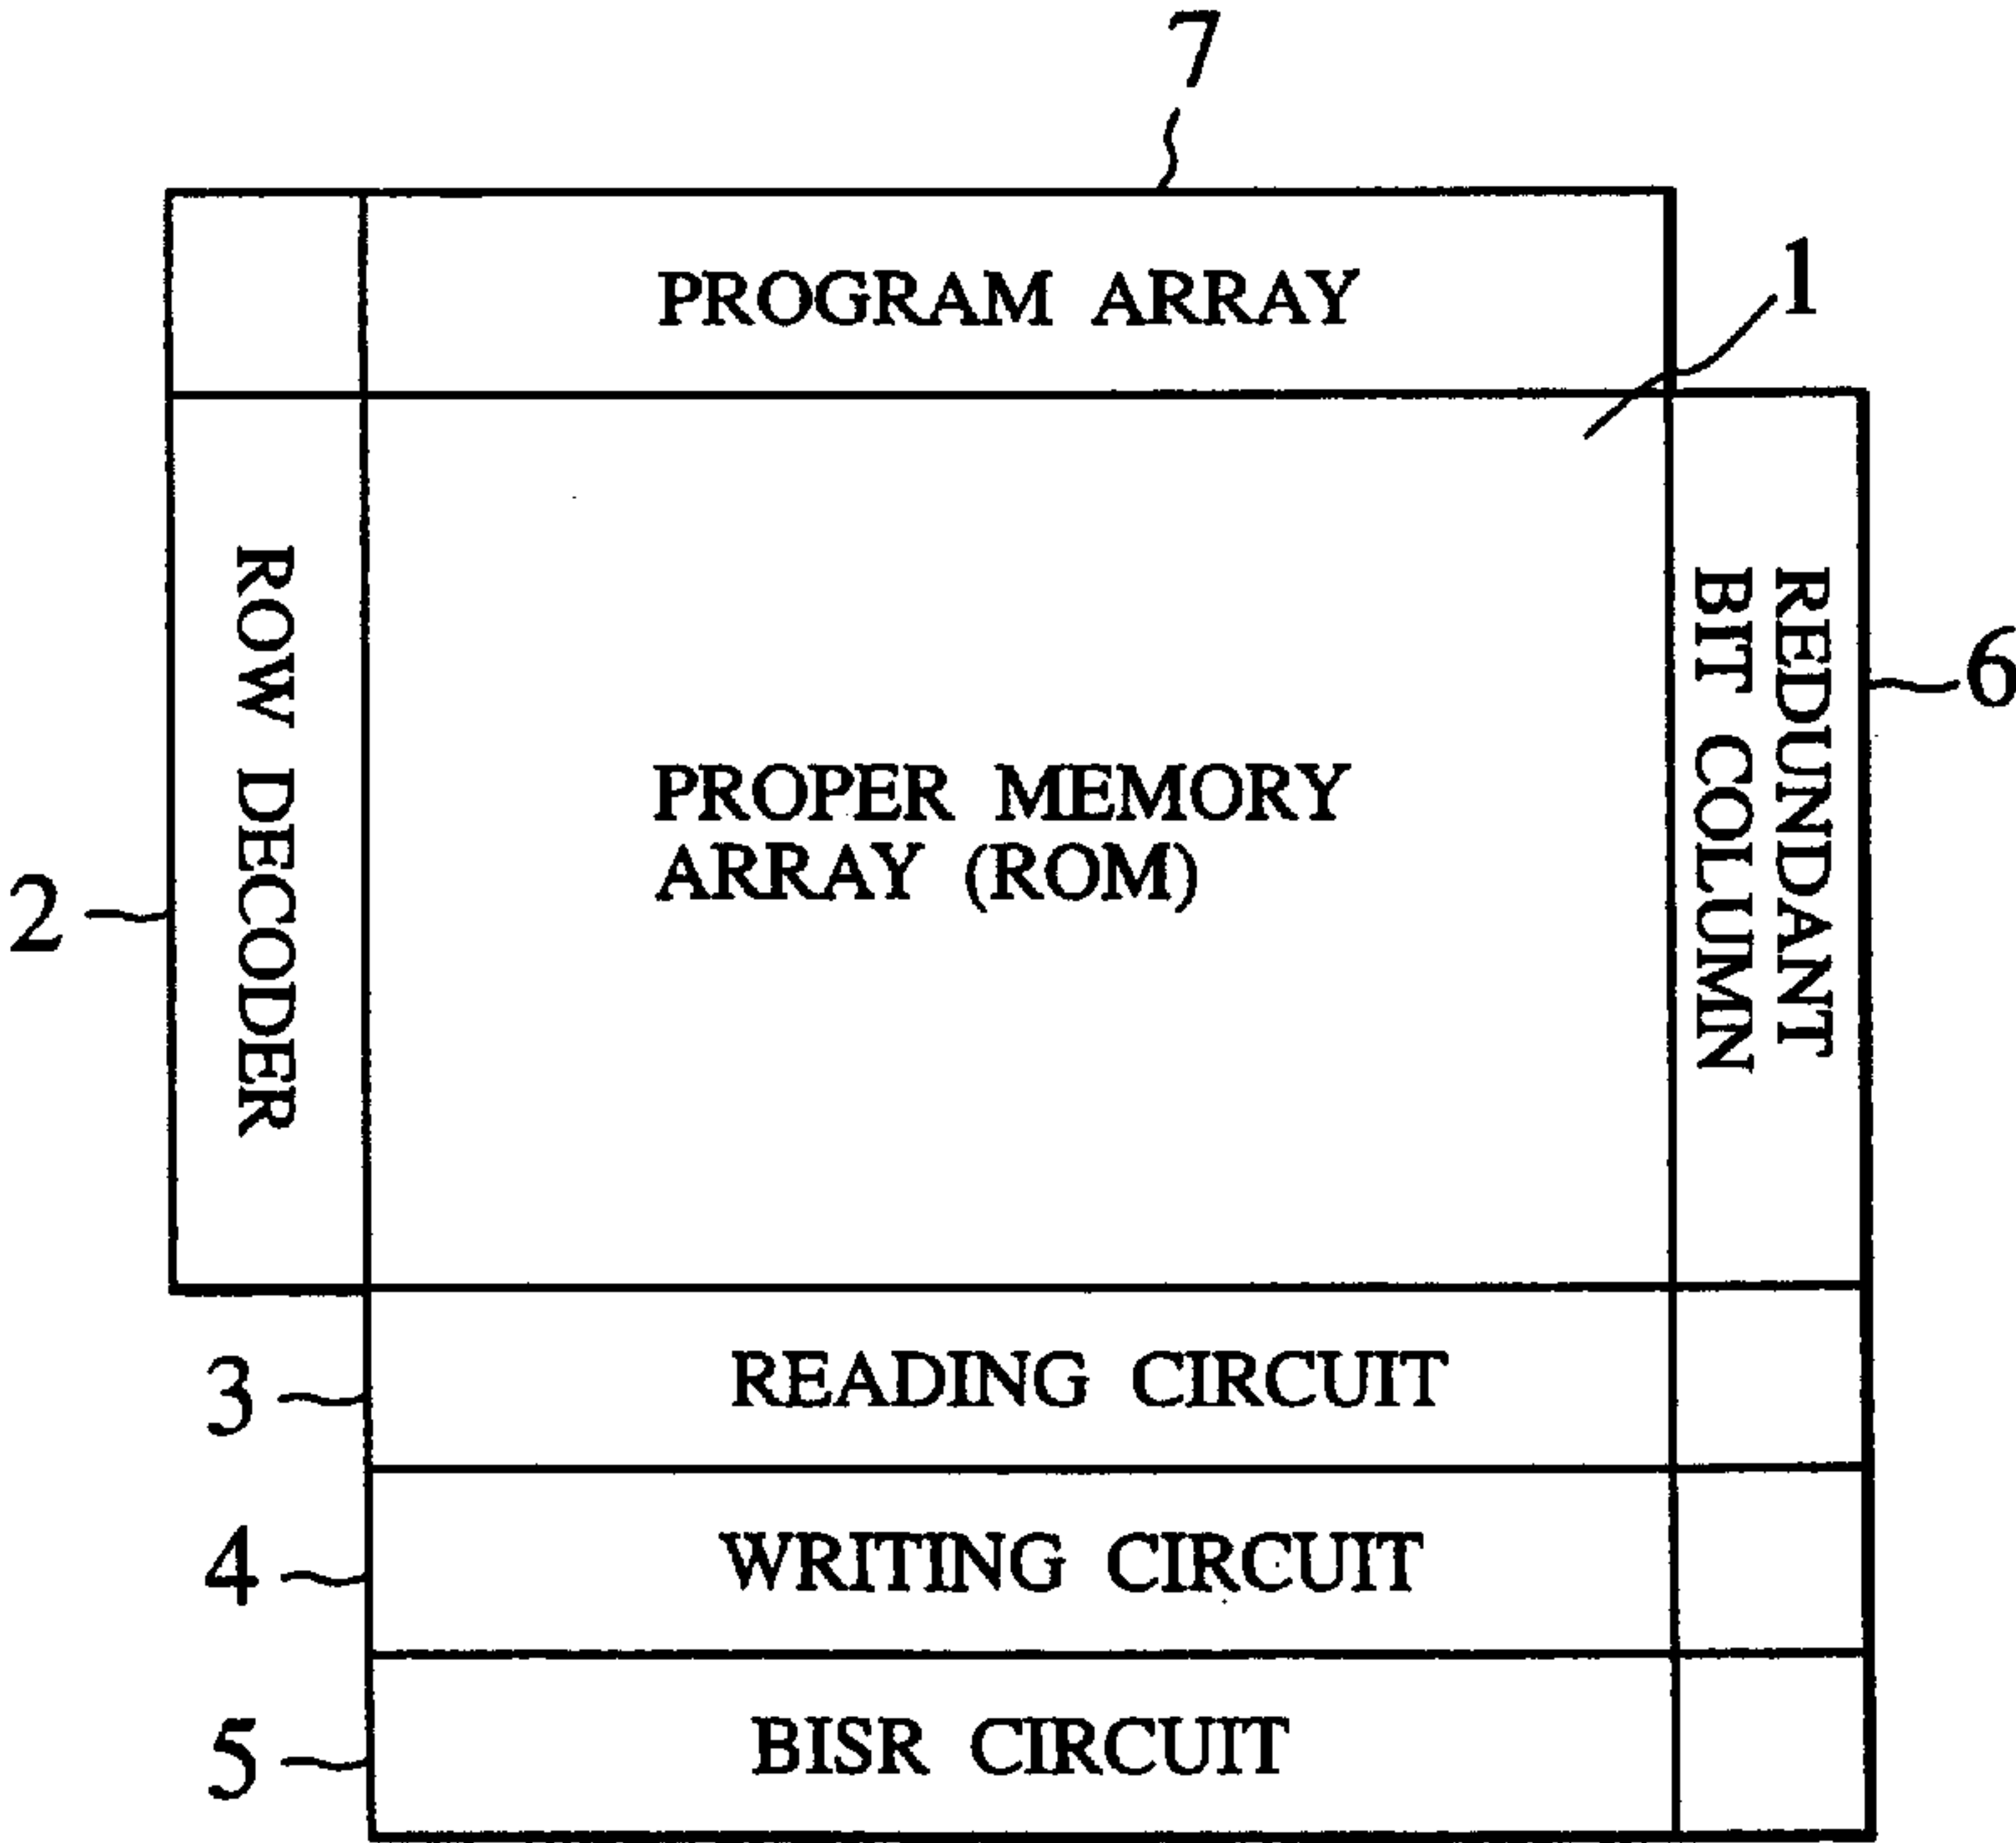 7
PROGRAM ARRAY
1
ROW DECODER
2
PROPER MEMORY
ARRAY (ROM)
REDUNDANT
BIT COLUMN
6
3
READING CIRCUIT
4
WRITING CIRCUIT
5
BISR CIRCUIT